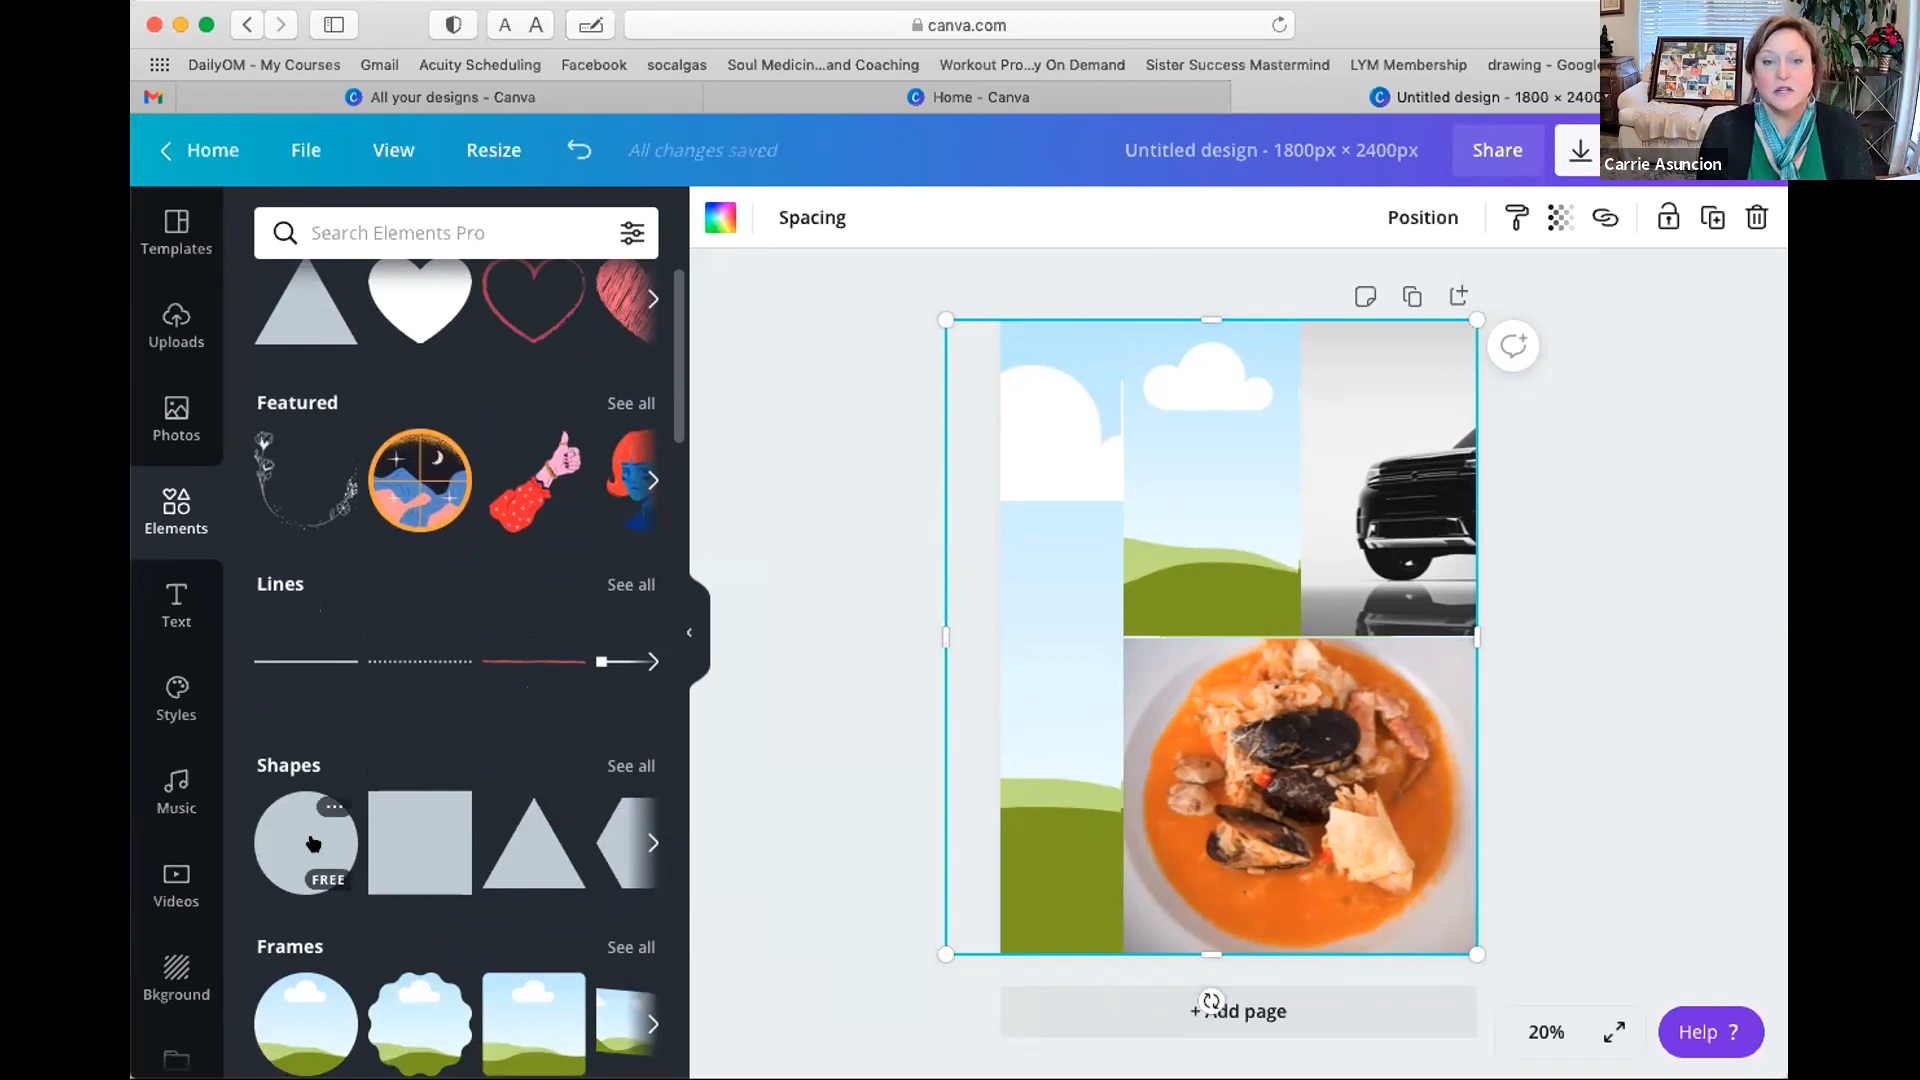 canva.com
DailyOM - My Courses Gmail Acuity Scheduling Facebook socalgas Soul Medicin...and Coaching Workout Pro...y On Demand Sister Success Mastermind LYM Membership drawing - Google
All your designs - Canva Home - Canva Untitled design - 1800 × 2400
Home File View Resize All changes saved Untitled design - 1800px × 2400px Share
Carrie Asuncion
Search Elements Pro
Spacing Position
Templates
Uploads
Photos
Elements
Text
Styles
Music
Videos
Bkground
Featured See all
Lines See all
Shapes See all
FREE
Frames See all
+ Add page
20%
Help ?